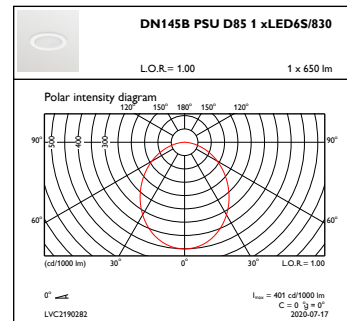 DN145B PSU D85 1 xLED6S/830
L.O.R.= 1.00 1 x 650 lm
Polar intensity diagram
120° 150° 180° 150° 120°
90° 500 400 300 90°
60° 60°
(cd/1000 lm) 30° 0° 30° L.O.R.= 1.00
0° Imax = 401 cd/1000 lm
C = 0 °g = 0°
LVC2190282 2020-07-17